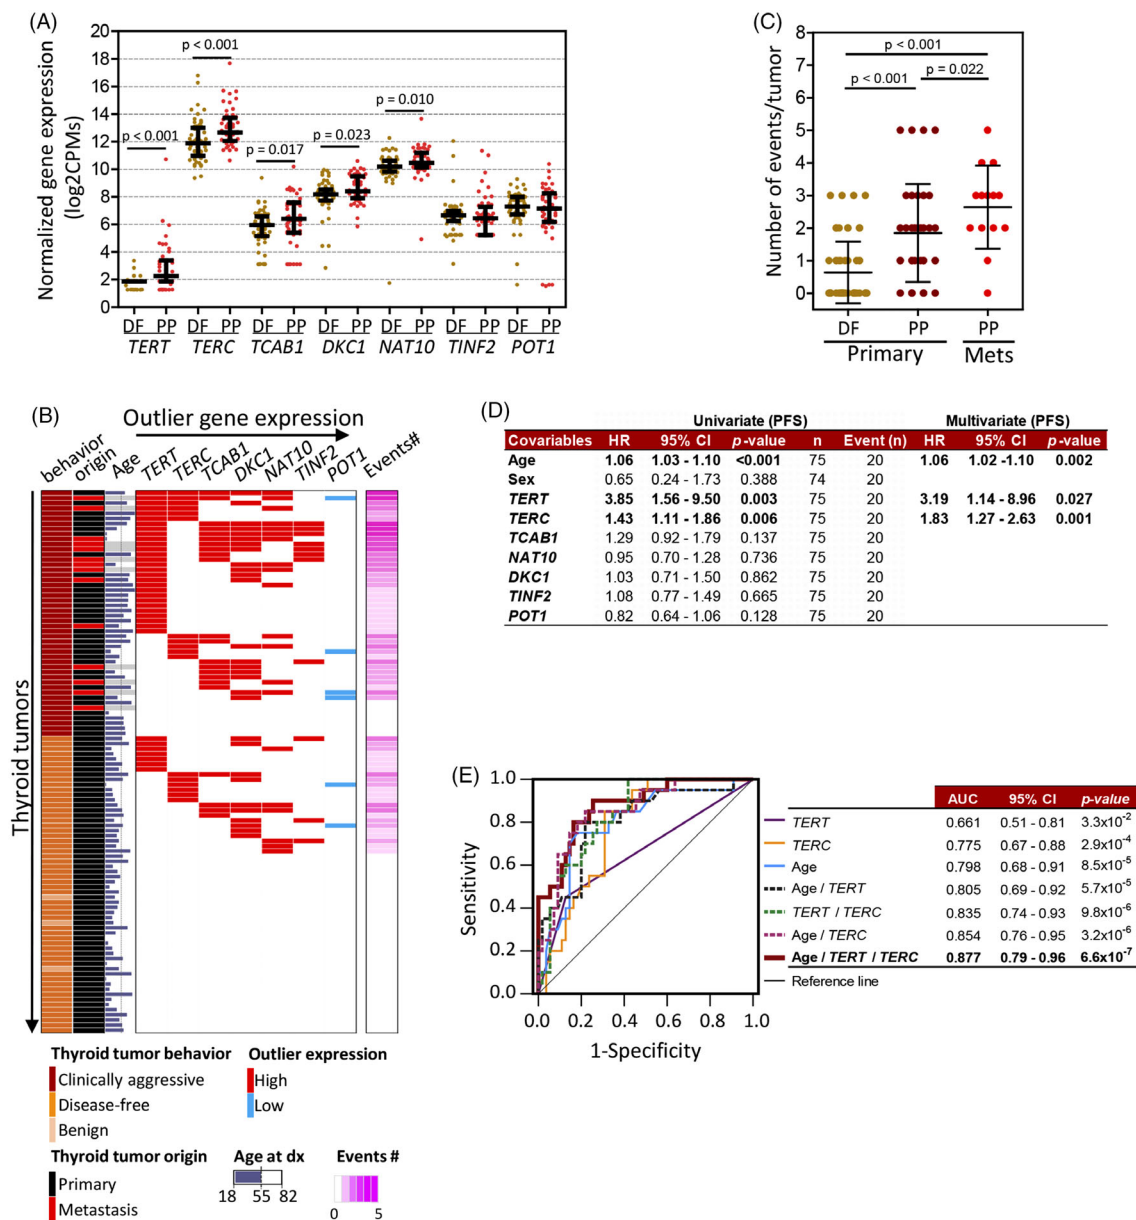 (A)
Normalized gene expression
(log2CPMs)
20
18
16
14
12
10
8
6
4
2
0
p < 0.001
p < 0.001
p = 0.017
p = 0.023
p = 0.010
DF PP DF PP DF PP DF PP DF PP DF PP DF PP
TERT TERC TCAB1 DKC1 NAT10 TINF2 POT1
(C)
Number of events/tumor
8
7
6
5
4
3
2
1
0
p < 0.001
p < 0.001
p = 0.022
DF PP PP
Primary Mets
(B)
Outlier gene expression
behavior origin Age TERT TERC TCAB1 DKC1 NAT10 TINF2 POT1 Events#
Thyroid tumors
Thyroid tumor behavior
Clinically aggressive
Disease-free
Benign
Outlier expression
High
Low
Thyroid tumor origin
Primary
Metastasis
Age at dx
18 55 82
Events #
0 5
(D)
Univariate (PFS) Multivariate (PFS)
Covariables HR 95% CI p-value n Event (n) HR 95% CI p-value
Age 1.06 1.03 - 1.10 <0.001 75 20 1.06 1.02 -1.10 0.002
Sex 0.65 0.24 - 1.73 0.388 74 20
TERT 3.85 1.56 - 9.50 0.003 75 20 3.19 1.14 - 8.96 0.027
TERC 1.43 1.11 - 1.86 0.006 75 20 1.83 1.27 - 2.63 0.001
TCAB1 1.29 0.92 - 1.79 0.137 75 20
NAT10 0.95 0.70 - 1.28 0.736 75 20
DKC1 1.03 0.71 - 1.50 0.862 75 20
TINF2 1.08 0.77 - 1.49 0.665 75 20
POT1 0.82 0.64 - 1.06 0.128 75 20
(E)
Sensitivity
1.0
0.8
0.6
0.4
0.2
0.0
0.0 0.2 0.4 0.6 0.8 1.0
1-Specificity
AUC 95% CI p-value
TERT 0.661 0.51 - 0.81 3.3x10-2
TERC 0.775 0.67 - 0.88 2.9x10-4
Age 0.798 0.68 - 0.91 8.5x10-5
Age / TERT 0.805 0.69 - 0.92 5.7x10-5
TERT / TERC 0.835 0.74 - 0.93 9.8x10-6
Age / TERC 0.854 0.76 - 0.95 3.2x10-6
Age / TERT / TERC 0.877 0.79 - 0.96 6.6x10-7
Reference line